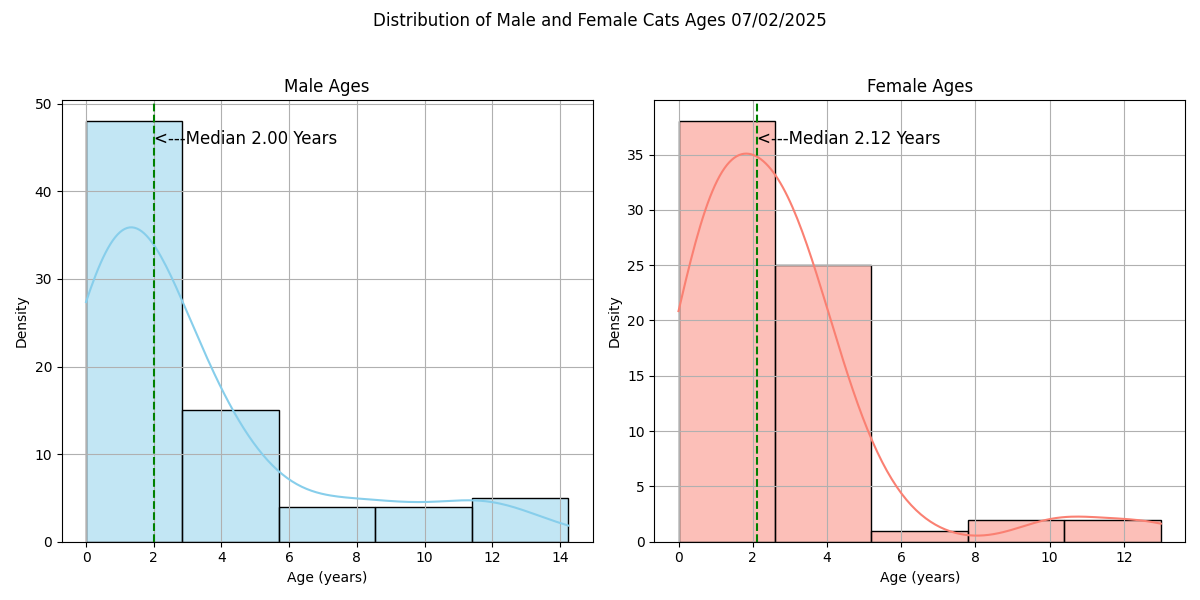 Distribution of Male and Female Cats Ages 07/02/2025
Male Ages
50
40
30
20
10
0
Density
<---Median 2.00 Years
0 2 4 6 8 10 12 14
Age (years)
Female Ages
35
30
25
20
15
10
5
0
Density
<---Median 2.12 Years
0 2 4 6 8 10 12
Age (years)